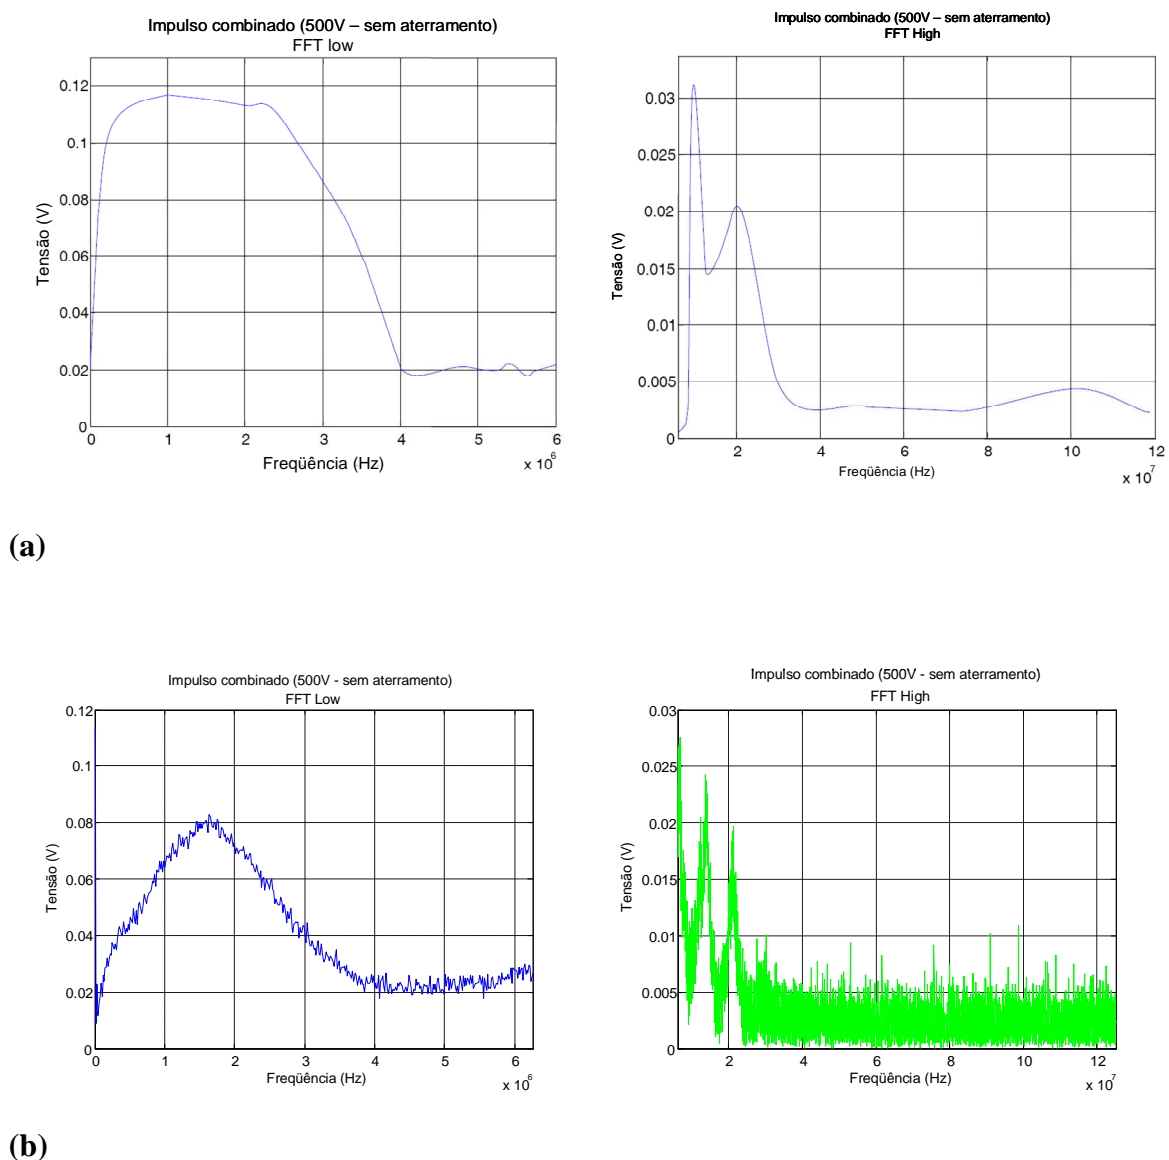 Impulso combinado (500V – sem aterramento)
FFT low
0.12
0.1
0.08
0.06
0.04
0.02
0
Tensão (V)
0 1 2 3 4 5 6
Freqüência (Hz)
x 10^6
Impulso combinado (500V – sem aterramento)
FFT High
0.03
0.025
0.02
0.015
0.01
0.005
0
Tensão (V)
2 4 6 8 10 12
Freqüência (Hz)
x 10^7
(a)
Impulso combinado (500V - sem aterramento)
FFT Low
0.12
0.1
0.08
0.06
0.04
0.02
0
Tensão (V)
0 1 2 3 4 5 6
Freqüência (Hz)
x 10^6
Impulso combinado (500V - sem aterramento)
FFT High
0.03
0.025
0.02
0.015
0.01
0.005
0
Tensão (V)
2 4 6 8 10 12
Freqüência (Hz)
x 10^7
(b)